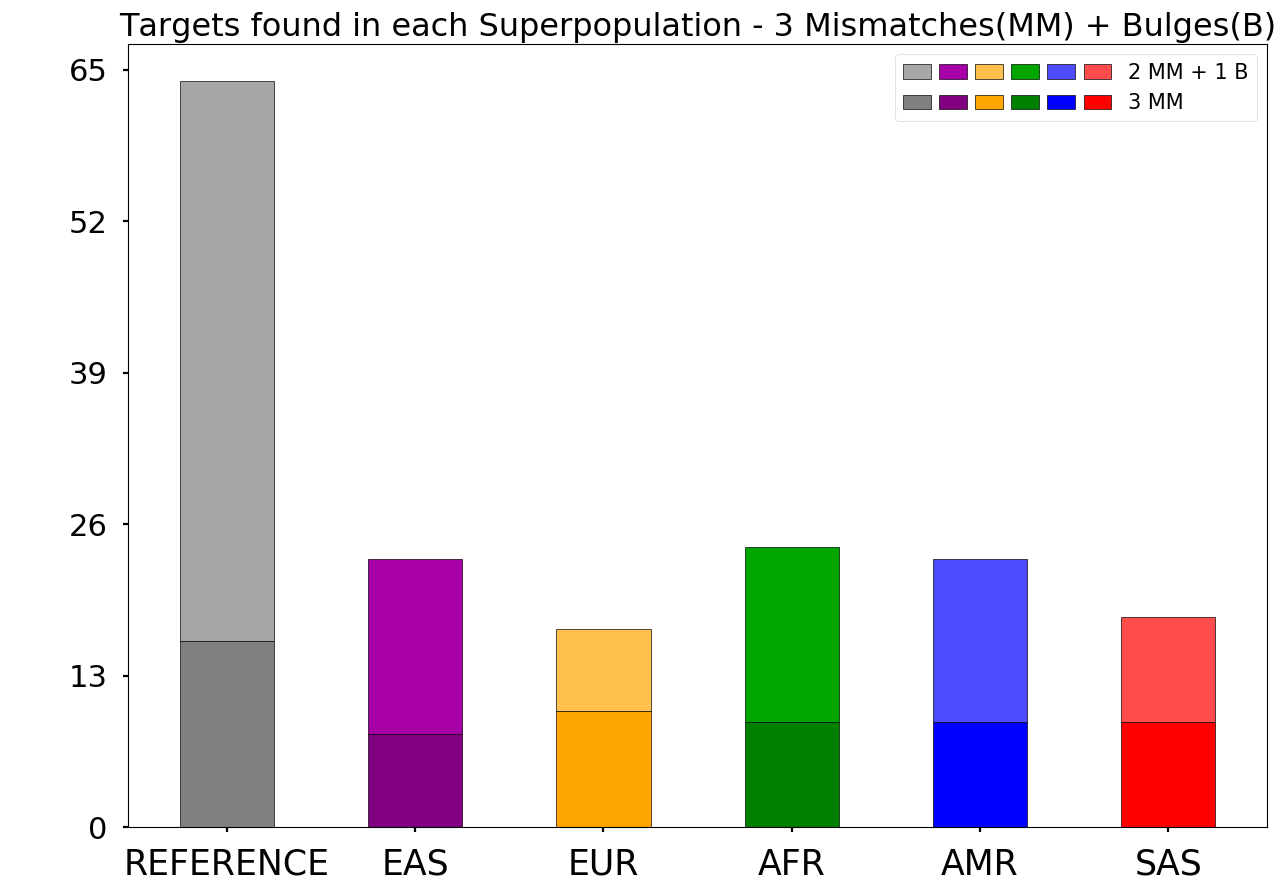 Targets found in each Superpopulation - 3 Mismatches(MM) + Bulges(B)
65
52
39
26
13
0
2 MM + 1 B
3 MM
REFERENCE EAS EUR AFR AMR SAS